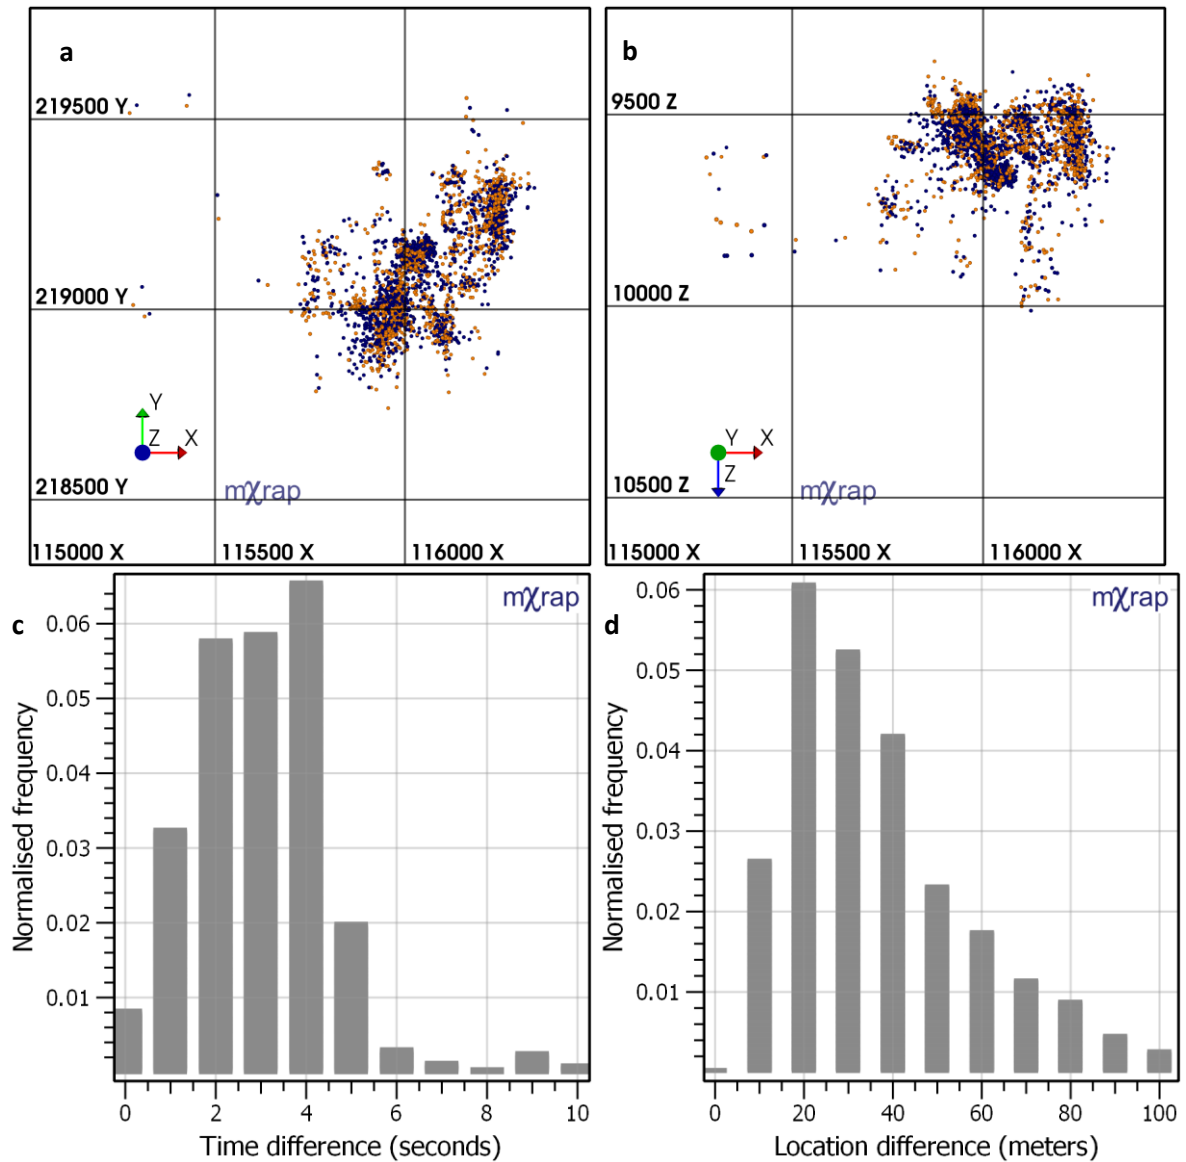 a
219500 Y
219000 Y
218500 Y
Y
Z
X
mχrap
115000 X
115500 X
116000 X
b
9500 Z
10000 Z
10500 Z
Y
X
Z
mχrap
115000 X
115500 X
116000 X
c
mχrap
Normalised frequency
0.06
0.05
0.04
0.03
0.02
0.01
0
2
4
6
8
10
Time difference (seconds)
d
mχrap
Normalised frequency
0.06
0.05
0.04
0.03
0.02
0.01
0
20
40
60
80
100
Location difference (meters)